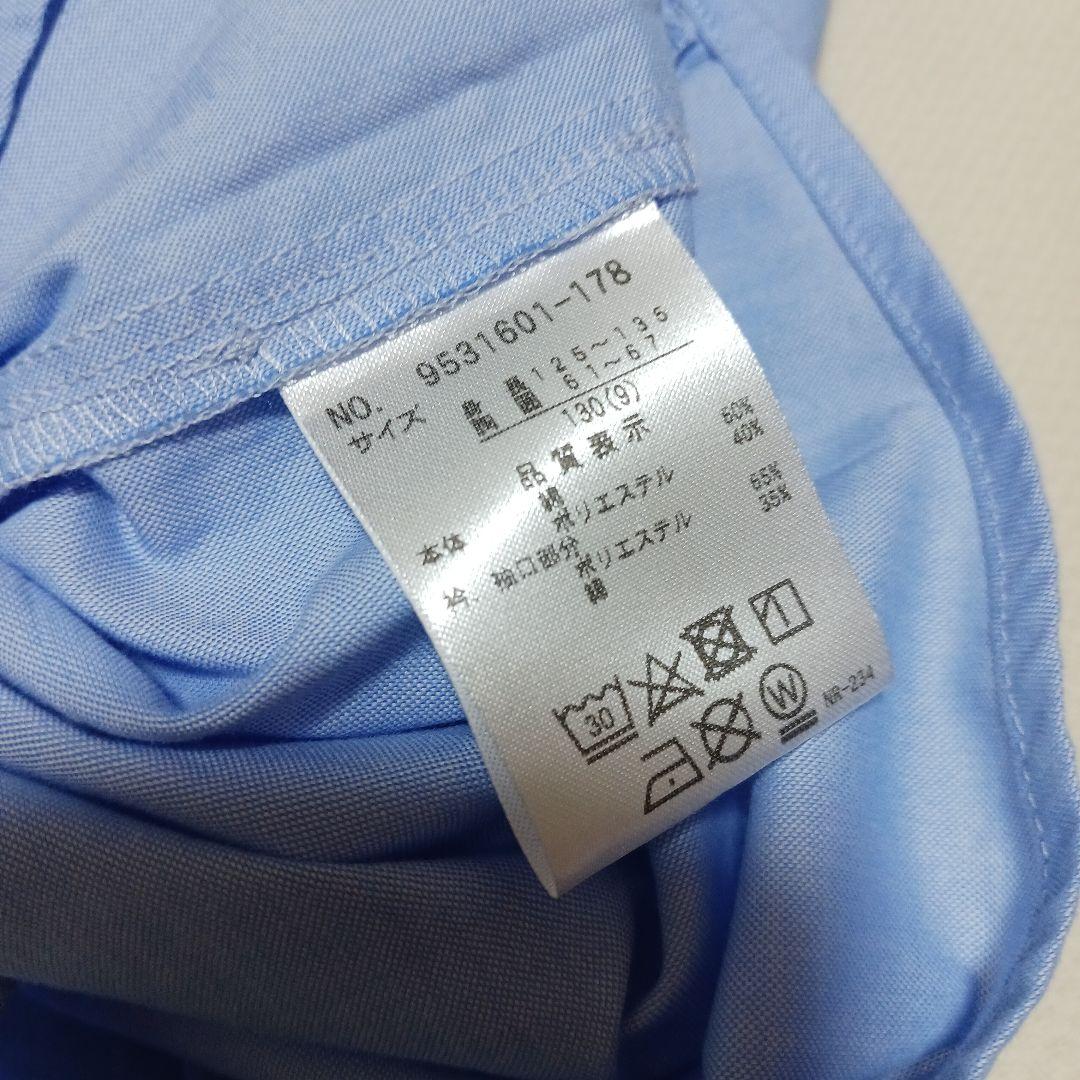 NO. 9531601-178
サイズ 身長 125~135
胸囲 61~67
130(9)
品質表示
本体 綿 60%
ポリエステル 40%
衿、袖口部分
ポリエステル 65%
綿 35%
30
W
NR-234